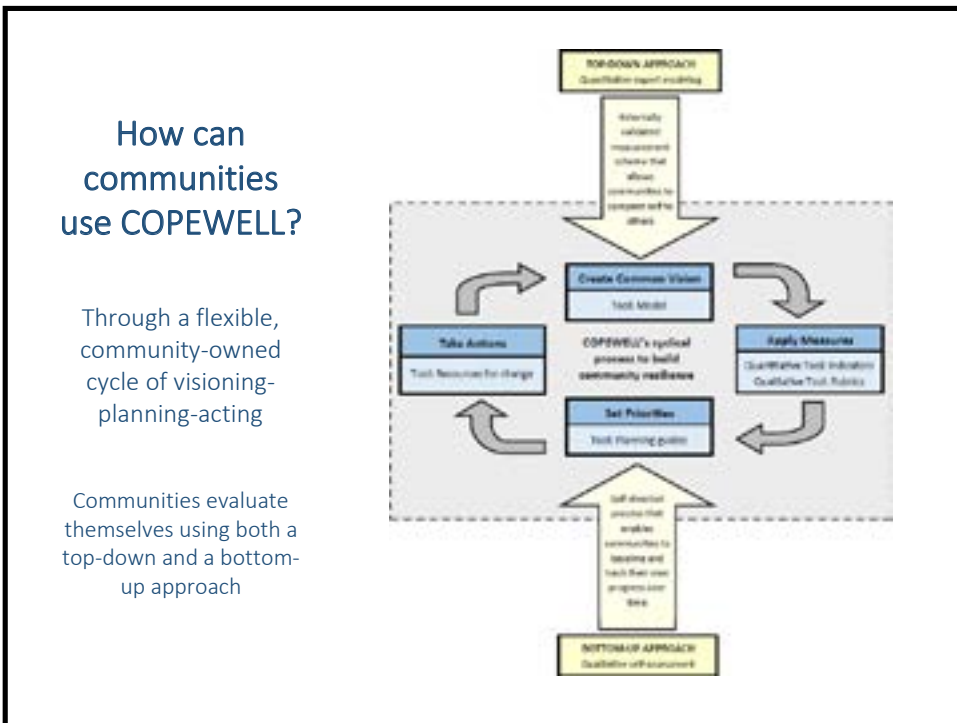 How can
communities
use COPEWELL?
Through a flexible,
community-owned
cycle of visioning-
planning-acting
Communities evaluate
themselves using both a
top-down and a bottom-
up approach
TOP-DOWN APPROACH
Quantitative expert modeling
Externally
validated
measurement
scheme that
allows
communities to
compare self to
others
Create Common Vision
Tool: Model
Take Actions
Tool: Resources for change
COPEWELL's cyclical
process to build
community resilience
Apply Measures
Quantitative Tool: Indicators
Qualitative Tool: Rubrics
Set Priorities
Tool: Planning guides
Self-directed
process that
enables
communities to
baseline and
track their own
progress over
time
BOTTOM-UP APPROACH
Qualitative self-assessment